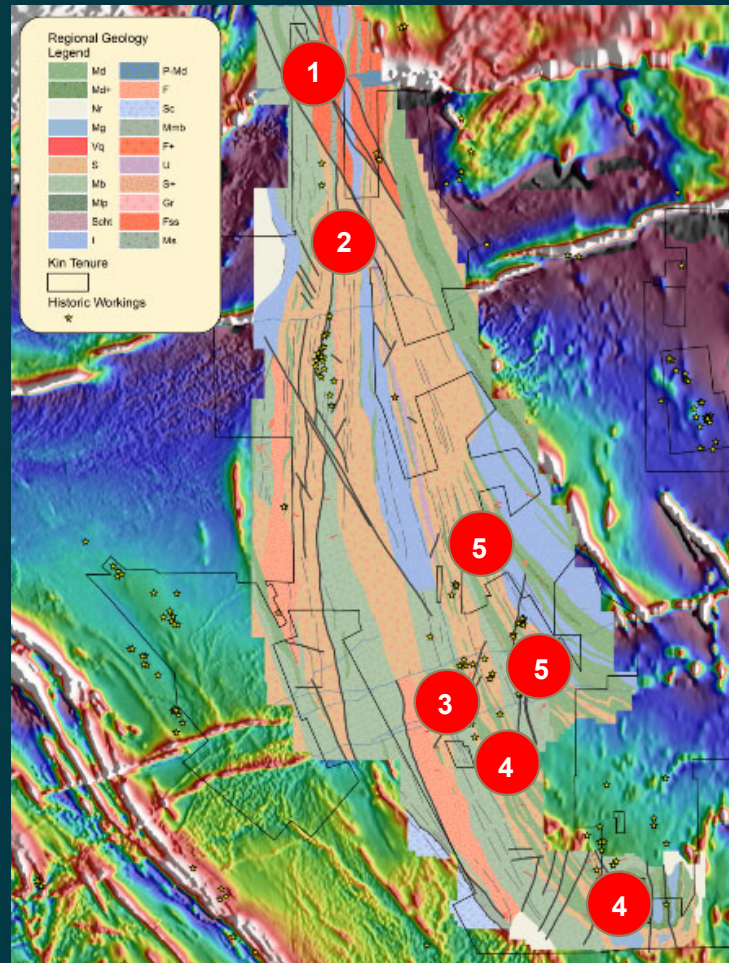 Regional Geology
Legend
Md P-Md
Md+ F
Nr Sc
Mg Mmb
Vq F+
S U
Mb S+
Mlp Gr
Scht Fss
I Ms
Kin Tenure
Historic Workings
1
2
5
5
3
4
4